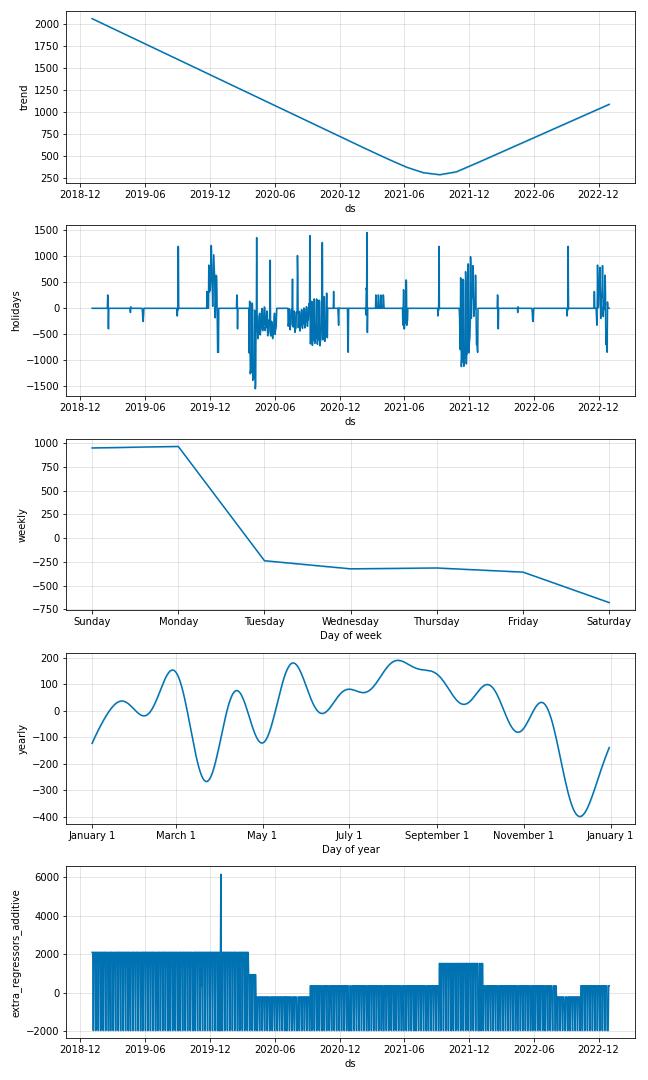 2000
1750
1500
1250
1000
750
500
250
trend
2018-12 2019-06 2019-12 2020-06 2020-12 2021-06 2021-12 2022-06 2022-12
ds
1500
1000
500
0
−500
−1000
−1500
holidays
2018-12 2019-06 2019-12 2020-06 2020-12 2021-06 2021-12 2022-06 2022-12
ds
1000
750
500
250
0
−250
−500
−750
weekly
Sunday Monday Tuesday Wednesday Thursday Friday Saturday
Day of week
200
100
0
−100
−200
−300
−400
yearly
January 1 March 1 May 1 July 1 September 1 November 1 January 1
Day of year
6000
4000
2000
0
−2000
extra_regressors_additive
2018-12 2019-06 2019-12 2020-06 2020-12 2021-06 2021-12 2022-06 2022-12
ds